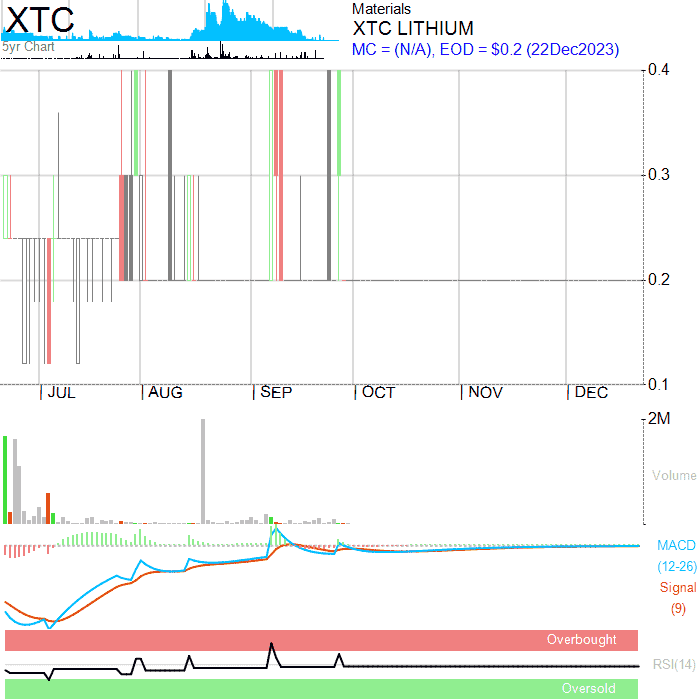 XTC
5yr Chart
Materials
XTC LITHIUM
MC = (N/A), EOD = $0.2 (22Dec2023)
0.4
0.3
0.2
0.1
JUL AUG SEP OCT NOV DEC
2M
Volume
MACD
(12-26)
Signal
(9)
Overbought
RSI(14)
Oversold